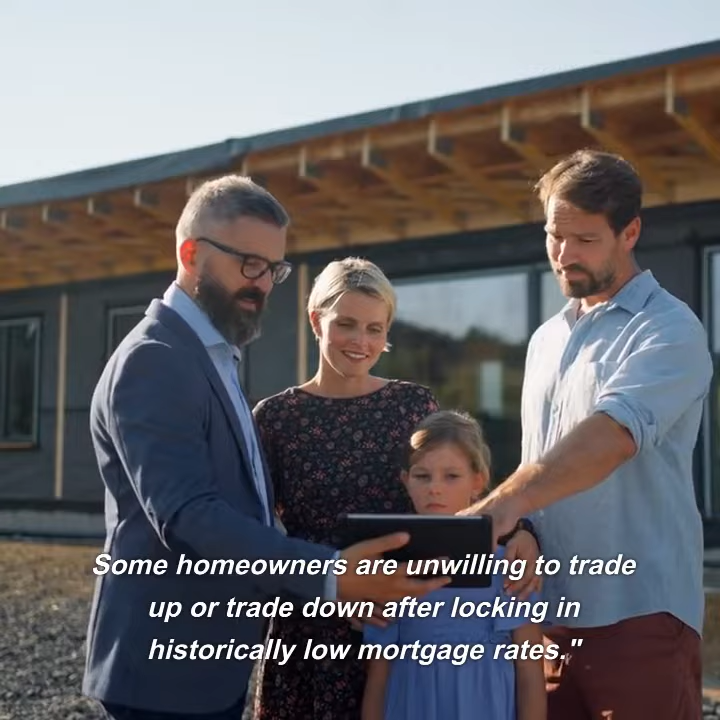 Some homeowners are unwilling to trade
up or trade down after locking in
historically low mortgage rates."